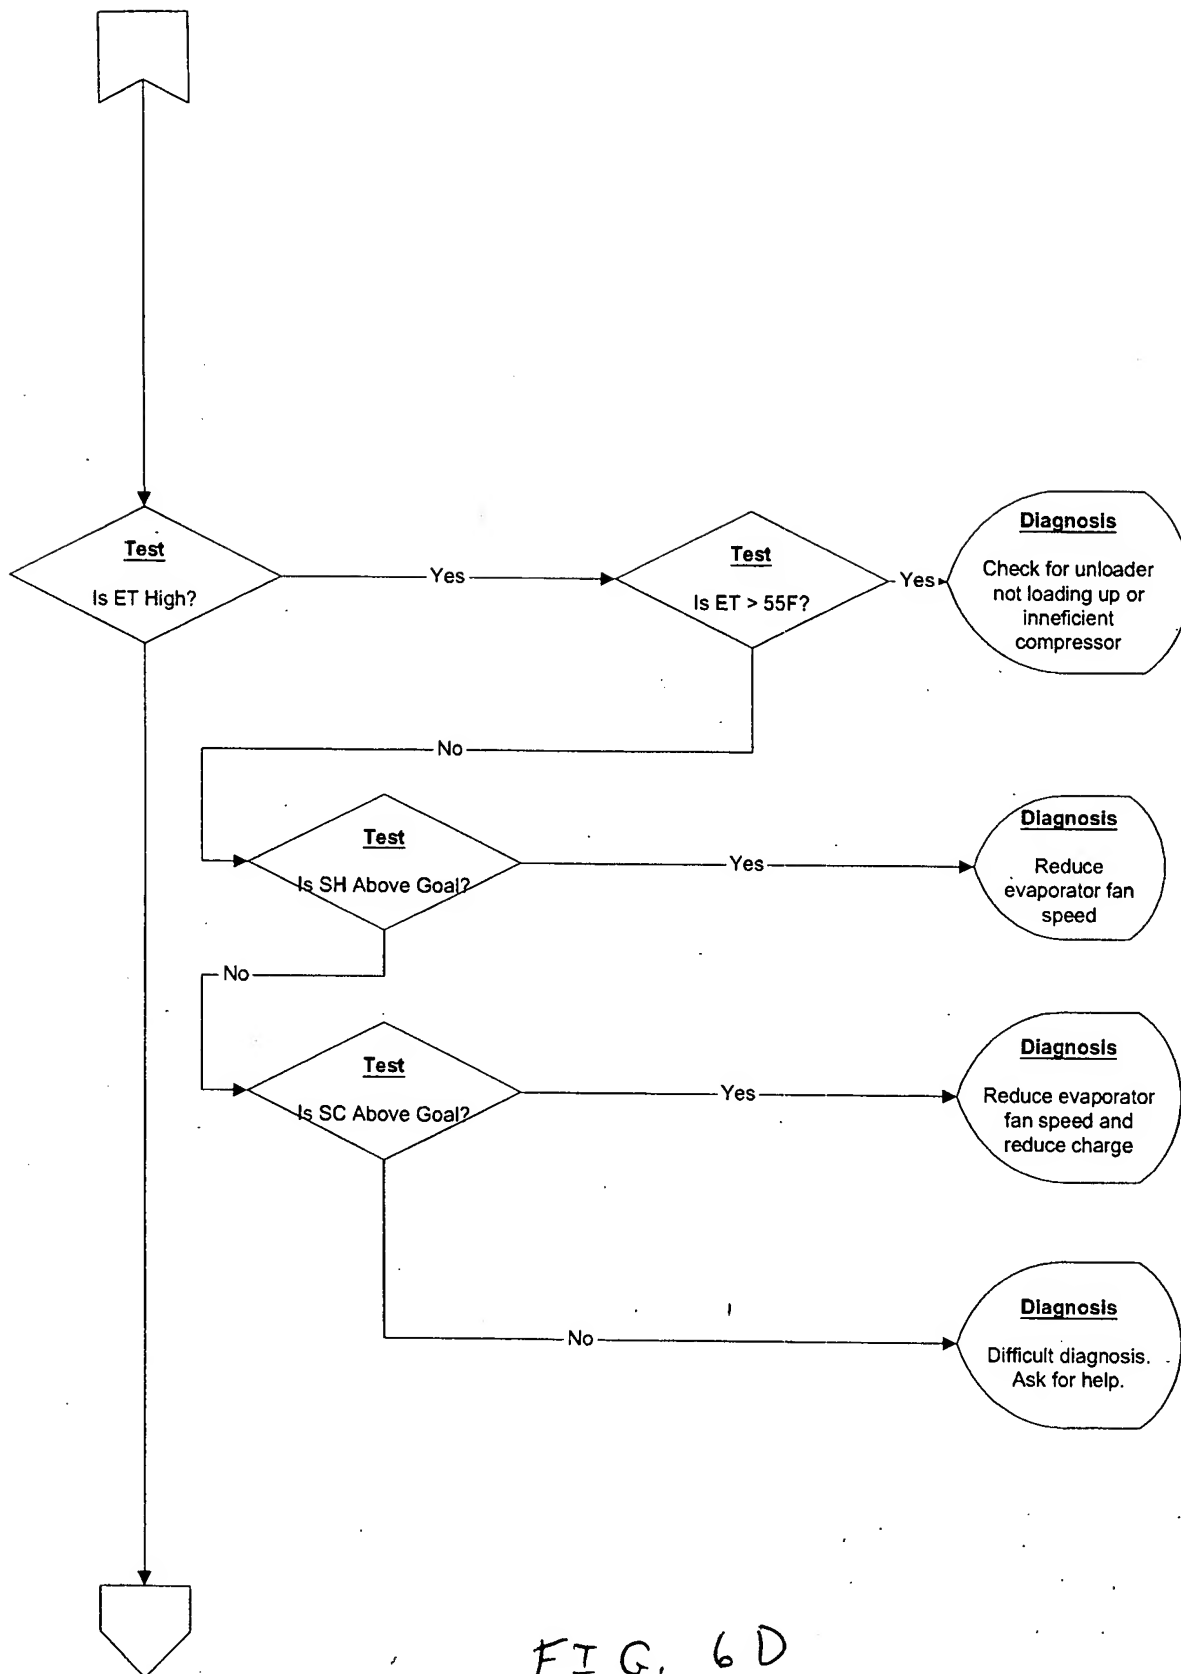 Test
Is ET High?
Yes
Test
Is ET > 55F?
Yes
Diagnosis
Check for unloader
not loading up or
inneficient
compressor
No
Test
Is SH Above Goal?
Yes
Diagnosis
Reduce
evaporator fan
speed
No
Test
Is SC Above Goal?
Yes
Diagnosis
Reduce evaporator
fan speed and
reduce charge
No
Diagnosis
Difficult diagnosis.
Ask for help.
FIG. 6D